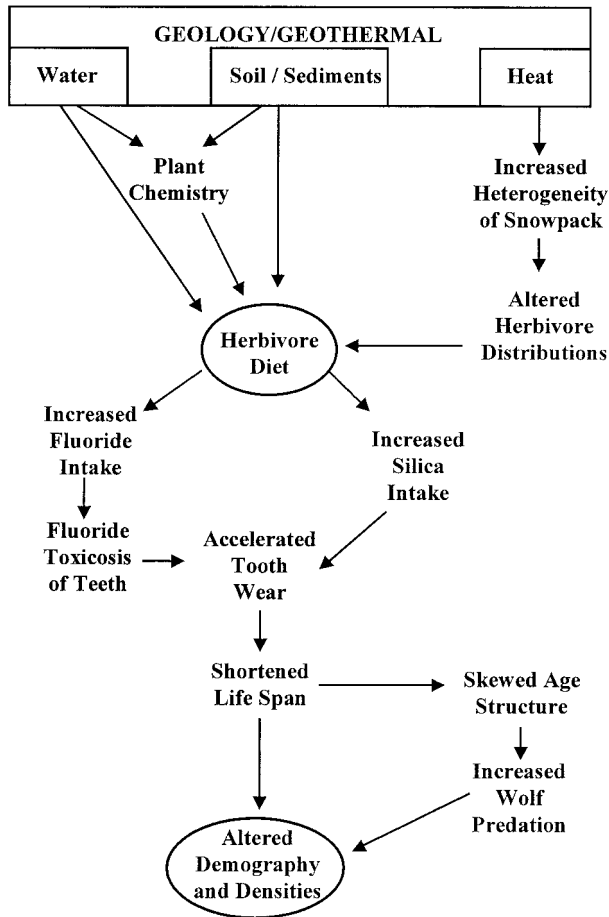 GEOLOGY/GEOTHERMAL
Water
Soil / Sediments
Heat
Plant
Chemistry
Increased
Heterogeneity
of Snowpack
Altered
Herbivore
Distributions
Herbivore
Diet
Increased
Fluoride
Intake
Increased
Silica
Intake
Fluoride
Toxicosis
of Teeth
Accelerated
Tooth
Wear
Shortened
Life Span
Skewed Age
Structure
Increased
Wolf
Predation
Altered
Demography
and Densities